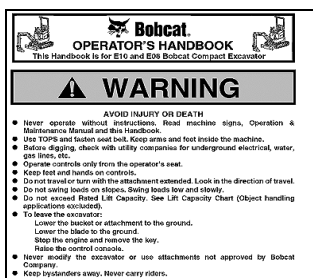 Bobcat.
OPERATOR'S HANDBOOK
This Handbook is for E10 and E08 Bobcat Compact Excavator
WARNING
AVOID INJURY OR DEATH
● Never operate without instructions. Read machine signs, Operation &
Maintenance Manual and this Handbook.
● Use TOPS and fasten seat belt. Keep arms and feet inside the machine.
● Before digging, check with utility companies for underground electrical, water,
gas lines, etc.
● Operate controls only from the operator's seat.
● Keep feet and hands on controls.
● Do not travel or turn with the attachment extended. Look in the direction of travel.
● Do not swing loads on slopes. Swing loads low and slowly.
● Do not exceed Rated Lift Capacity. See Lift Capacity Chart (Object handling
applications excluded).
● To leave the excavator:
Lower the bucket or attachment to the ground.
Lower the blade to the ground.
Stop the engine and remove the key.
Raise the control console.
● Never modify the excavator or use attachments not approved by Bobcat
Company.
● Keep bystanders away. Never carry riders.